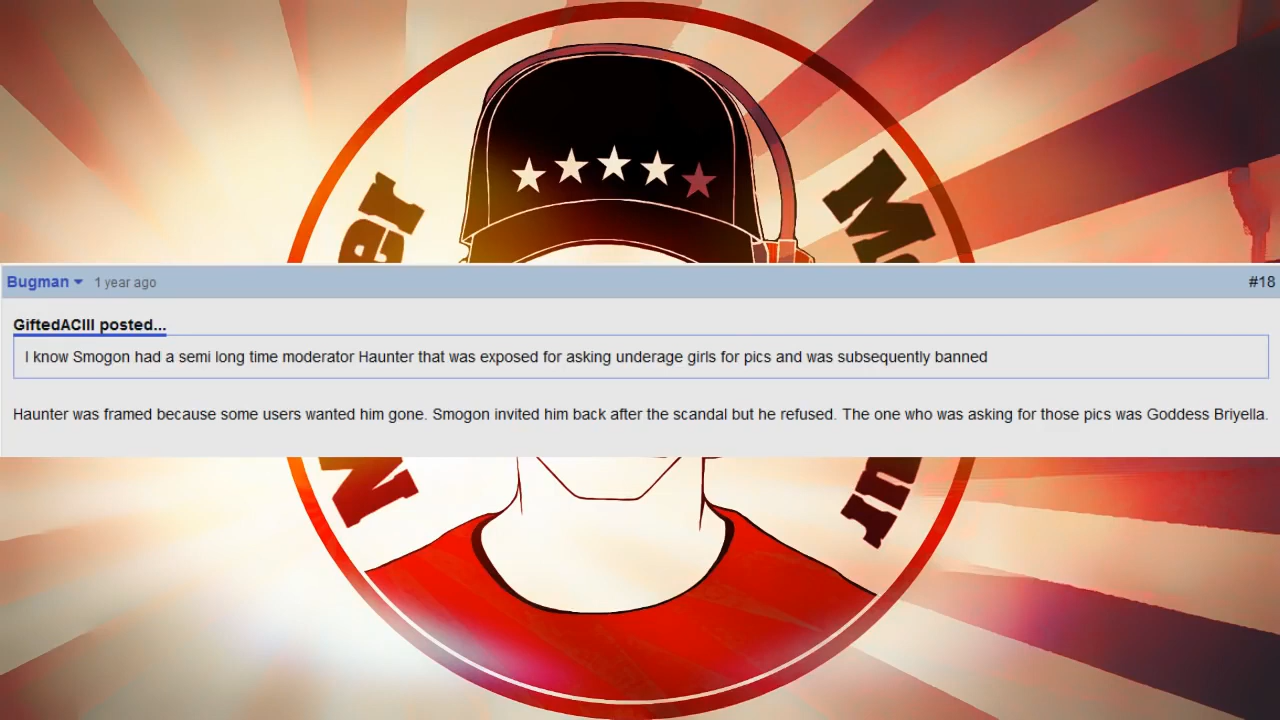 Bugman 1 year ago #18
GiftedACIII posted...
I know Smogon had a semi long time moderator Haunter that was exposed for asking underage girls for pics and was subsequently banned
Haunter was framed because some users wanted him gone. Smogon invited him back after the scandal but he refused. The one who was asking for those pics was Goddess Briyella.